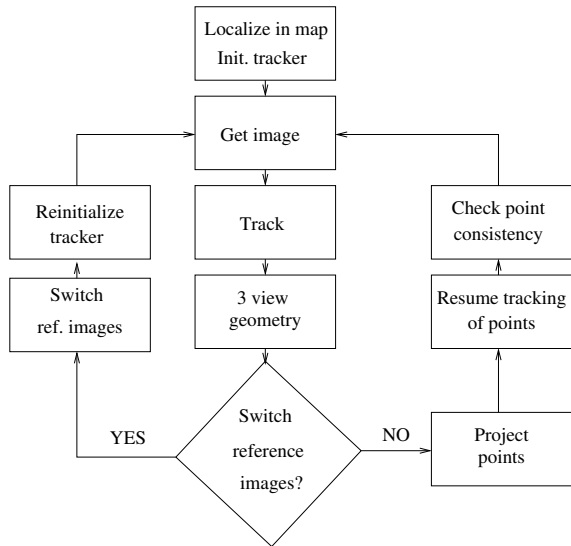 Localize in map
Init. tracker
Get image
Reinitialize
tracker
Track
Check point
consistency
Switch
ref. images
3 view
geometry
Resume tracking
of points
YES
Switch
reference
images?
NO
Project
points